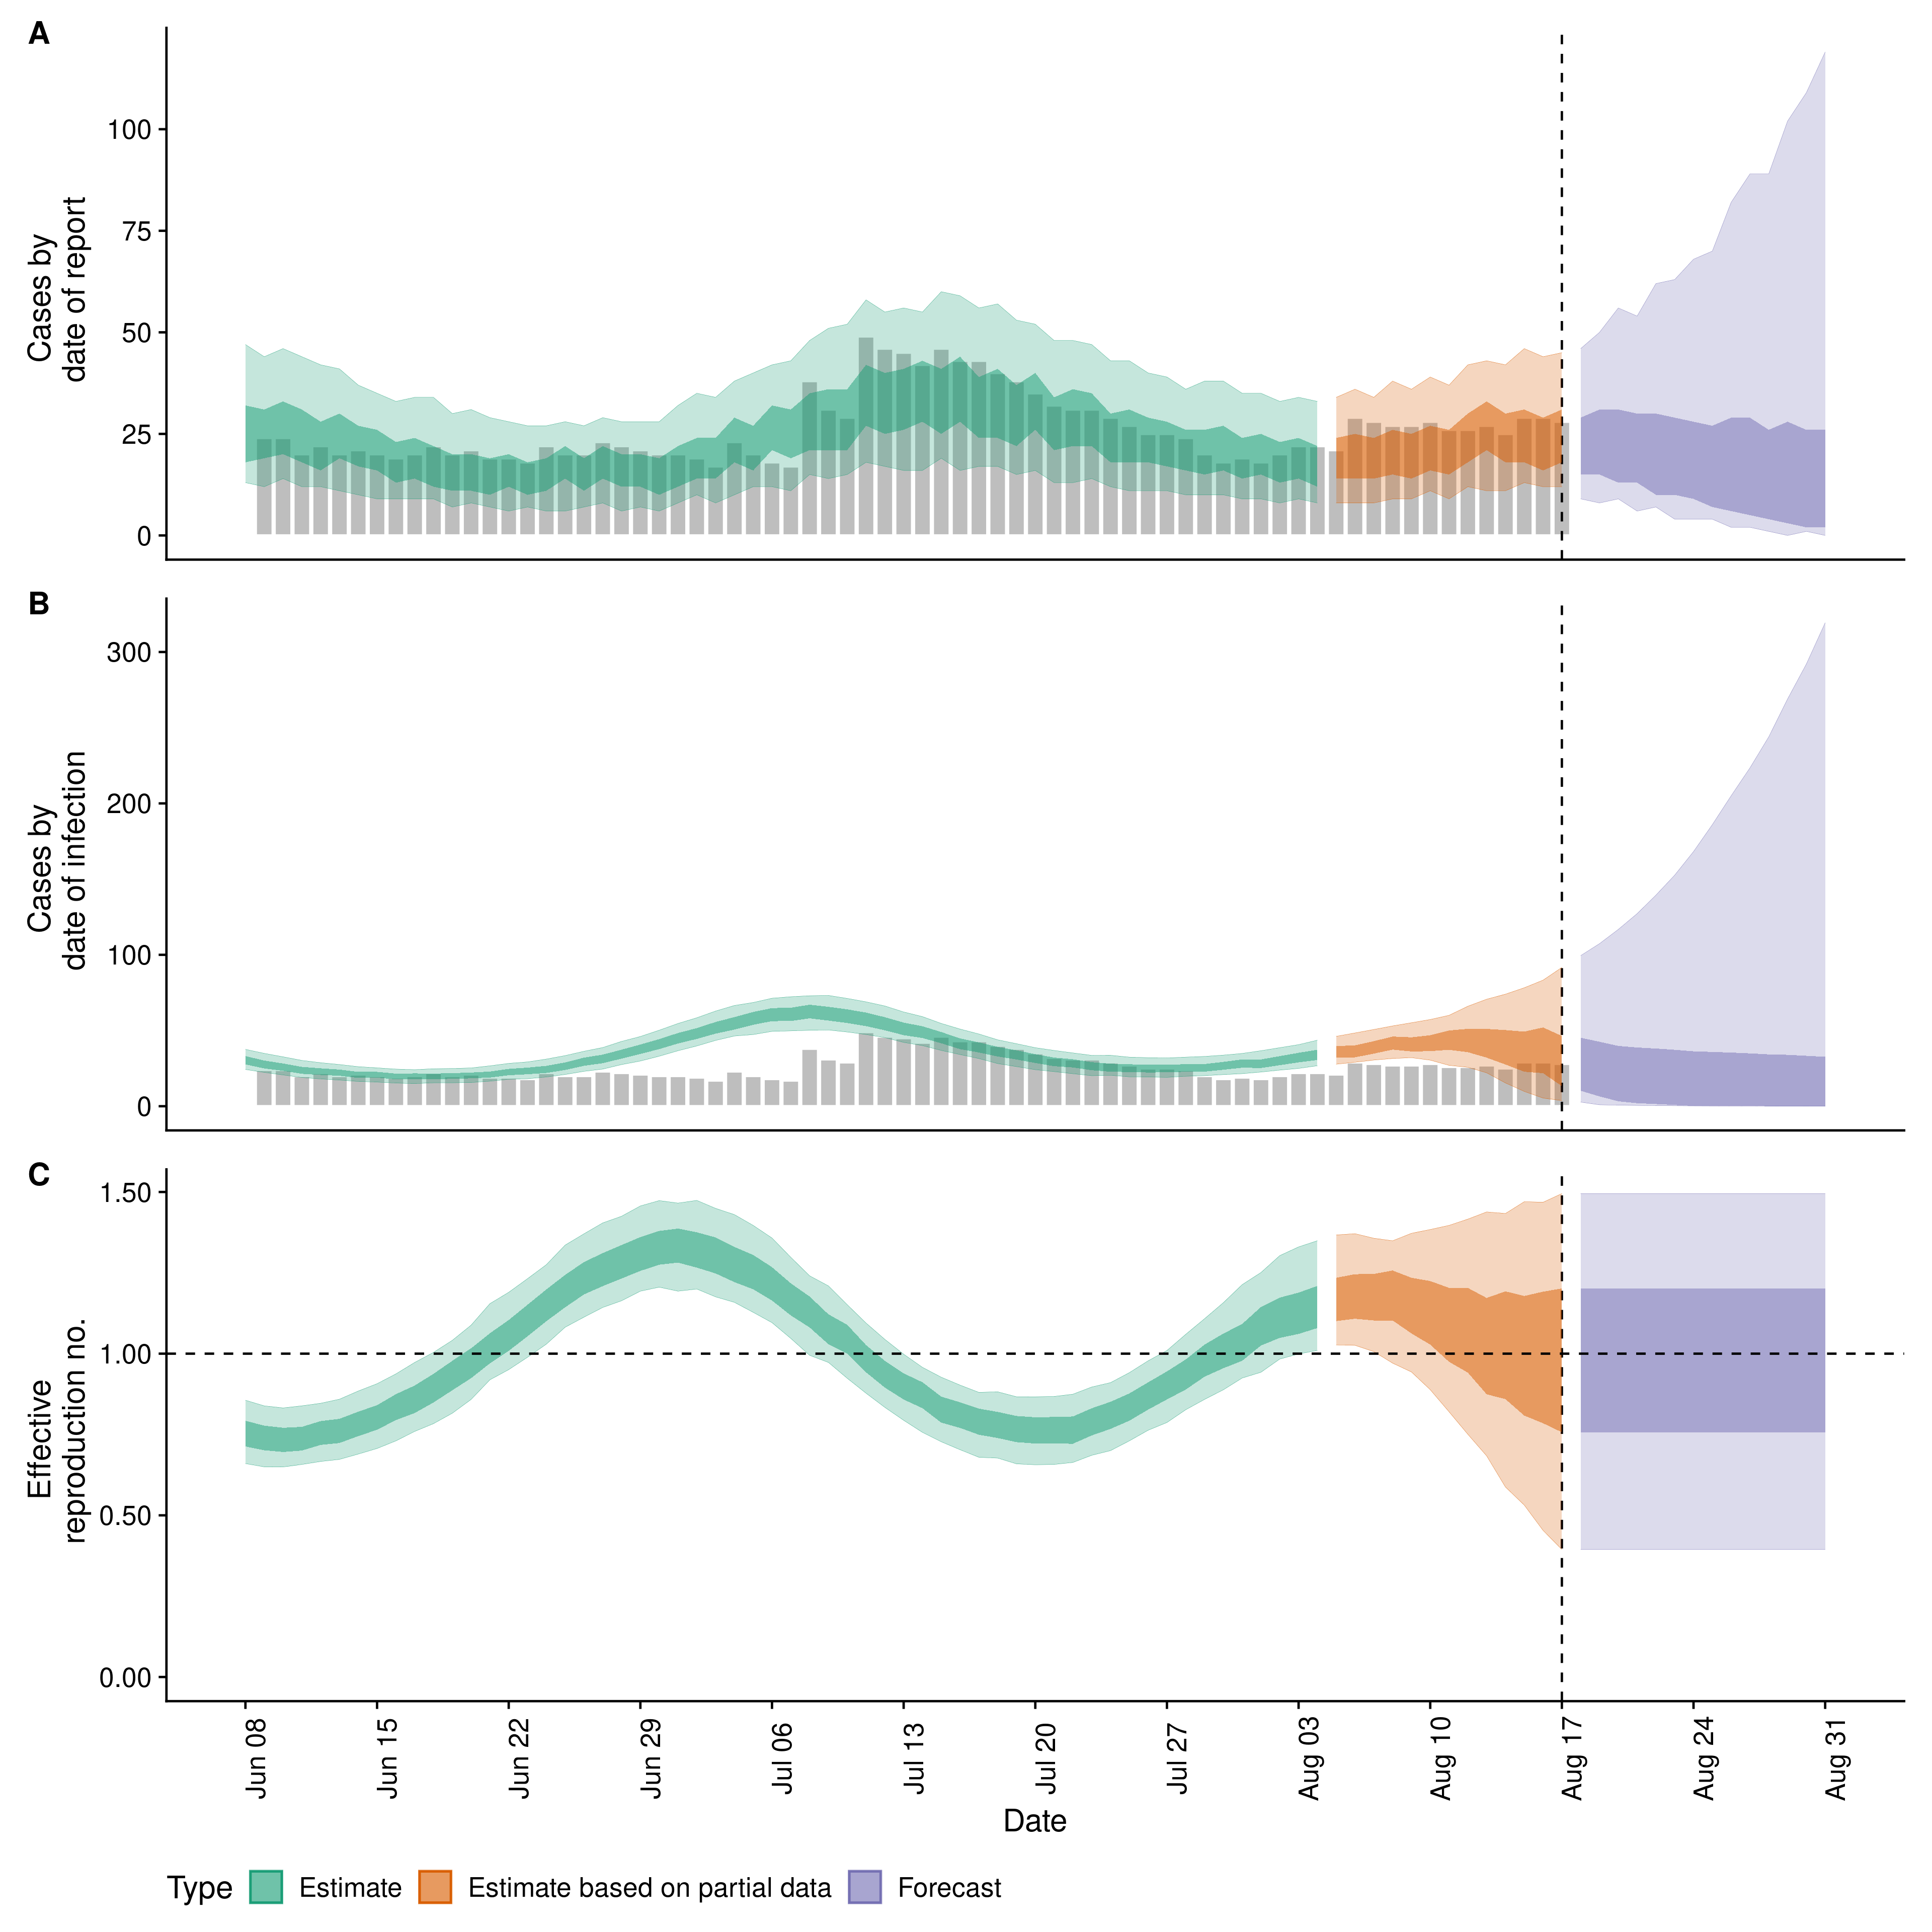 A
Cases by
date of report
100
75
50
25
0
B
Cases by
date of infection
300
200
100
0
C
Effective
reproduction no.
1.50
1.00
0.50
0.00
Jun 08
Jun 15
Jun 22
Jun 29
Jul 06
Jul 13
Jul 20
Jul 27
Aug 03
Aug 10
Aug 17
Aug 24
Aug 31
Date
Type Estimate Estimate based on partial data Forecast